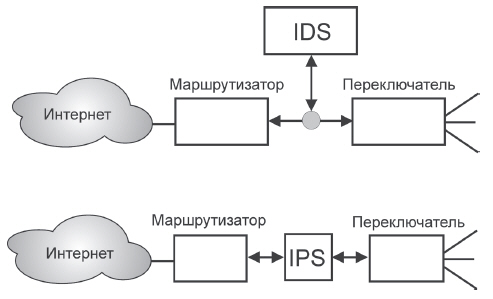 IDS
Маршрутизатор
Переключатель
Интернет
Маршрутизатор
Переключатель
Интернет
IPS